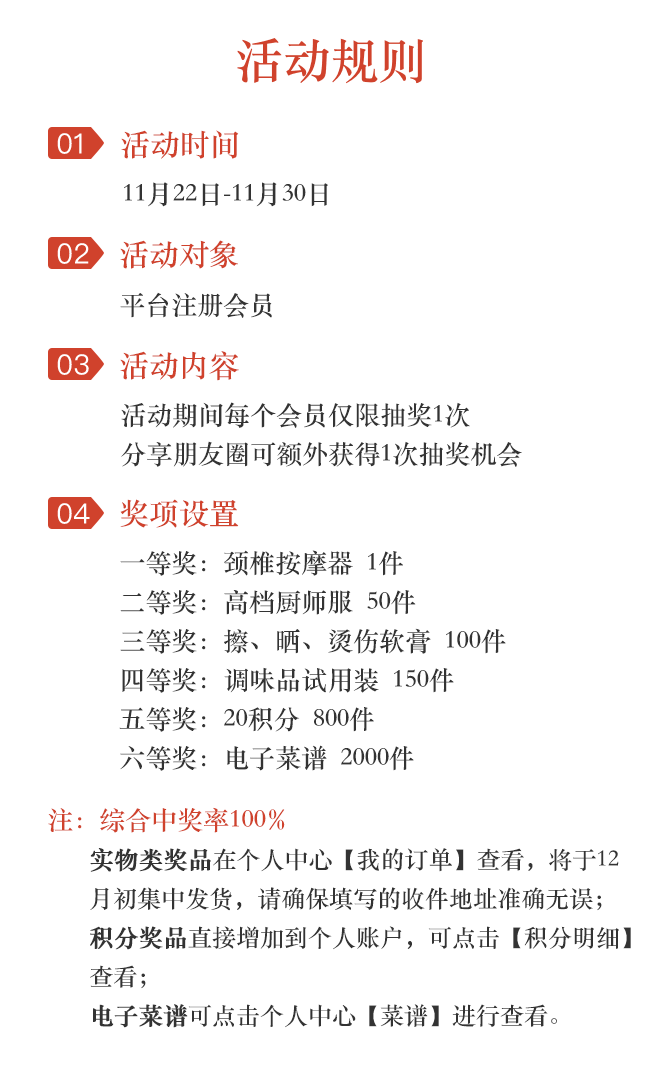 活动规则
01 活动时间
11月22日-11月30日
02 活动对象
平台注册会员
03 活动内容
活动期间每个会员仅限抽奖1次
分享朋友圈可额外获得1次抽奖机会
04 奖项设置
一等奖：颈椎按摩器 1件
二等奖：高档厨师服 50件
三等奖：擦、晒、烫伤软膏 100件
四等奖：调味品试用装 150件
五等奖：20积分 800件
六等奖：电子菜谱 2000件
注：综合中奖率100%
实物类奖品在个人中心【我的订单】查看，将于12
月初集中发货，请确保填写的收件地址准确无误；
积分奖品直接增加到个人账户，可点击【积分明细】
查看；
电子菜谱可点击个人中心【菜谱】进行查看。